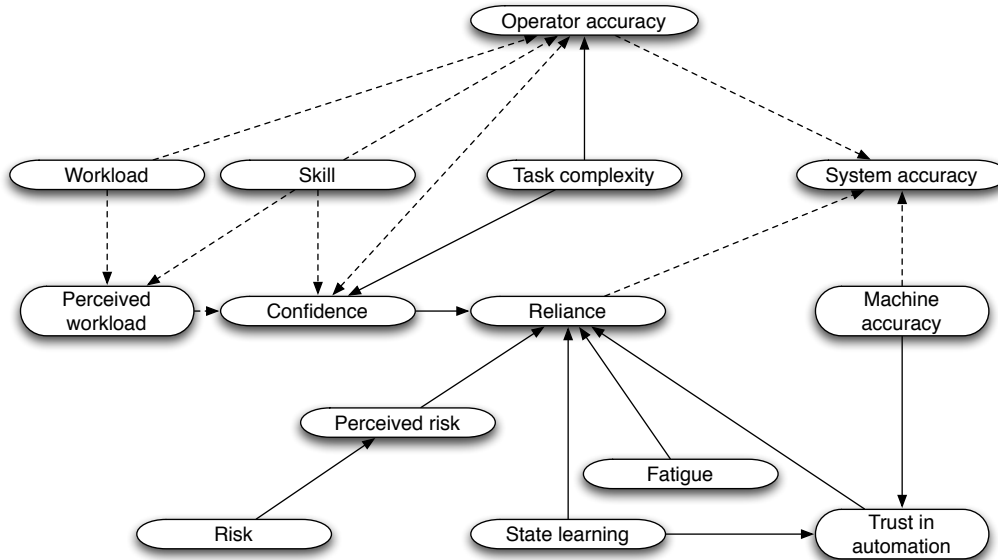 Operator accuracy
Workload
Skill
Task complexity
System accuracy
Perceived
workload
Confidence
Reliance
Machine
accuracy
Perceived risk
Fatigue
Risk
State learning
Trust in
automation